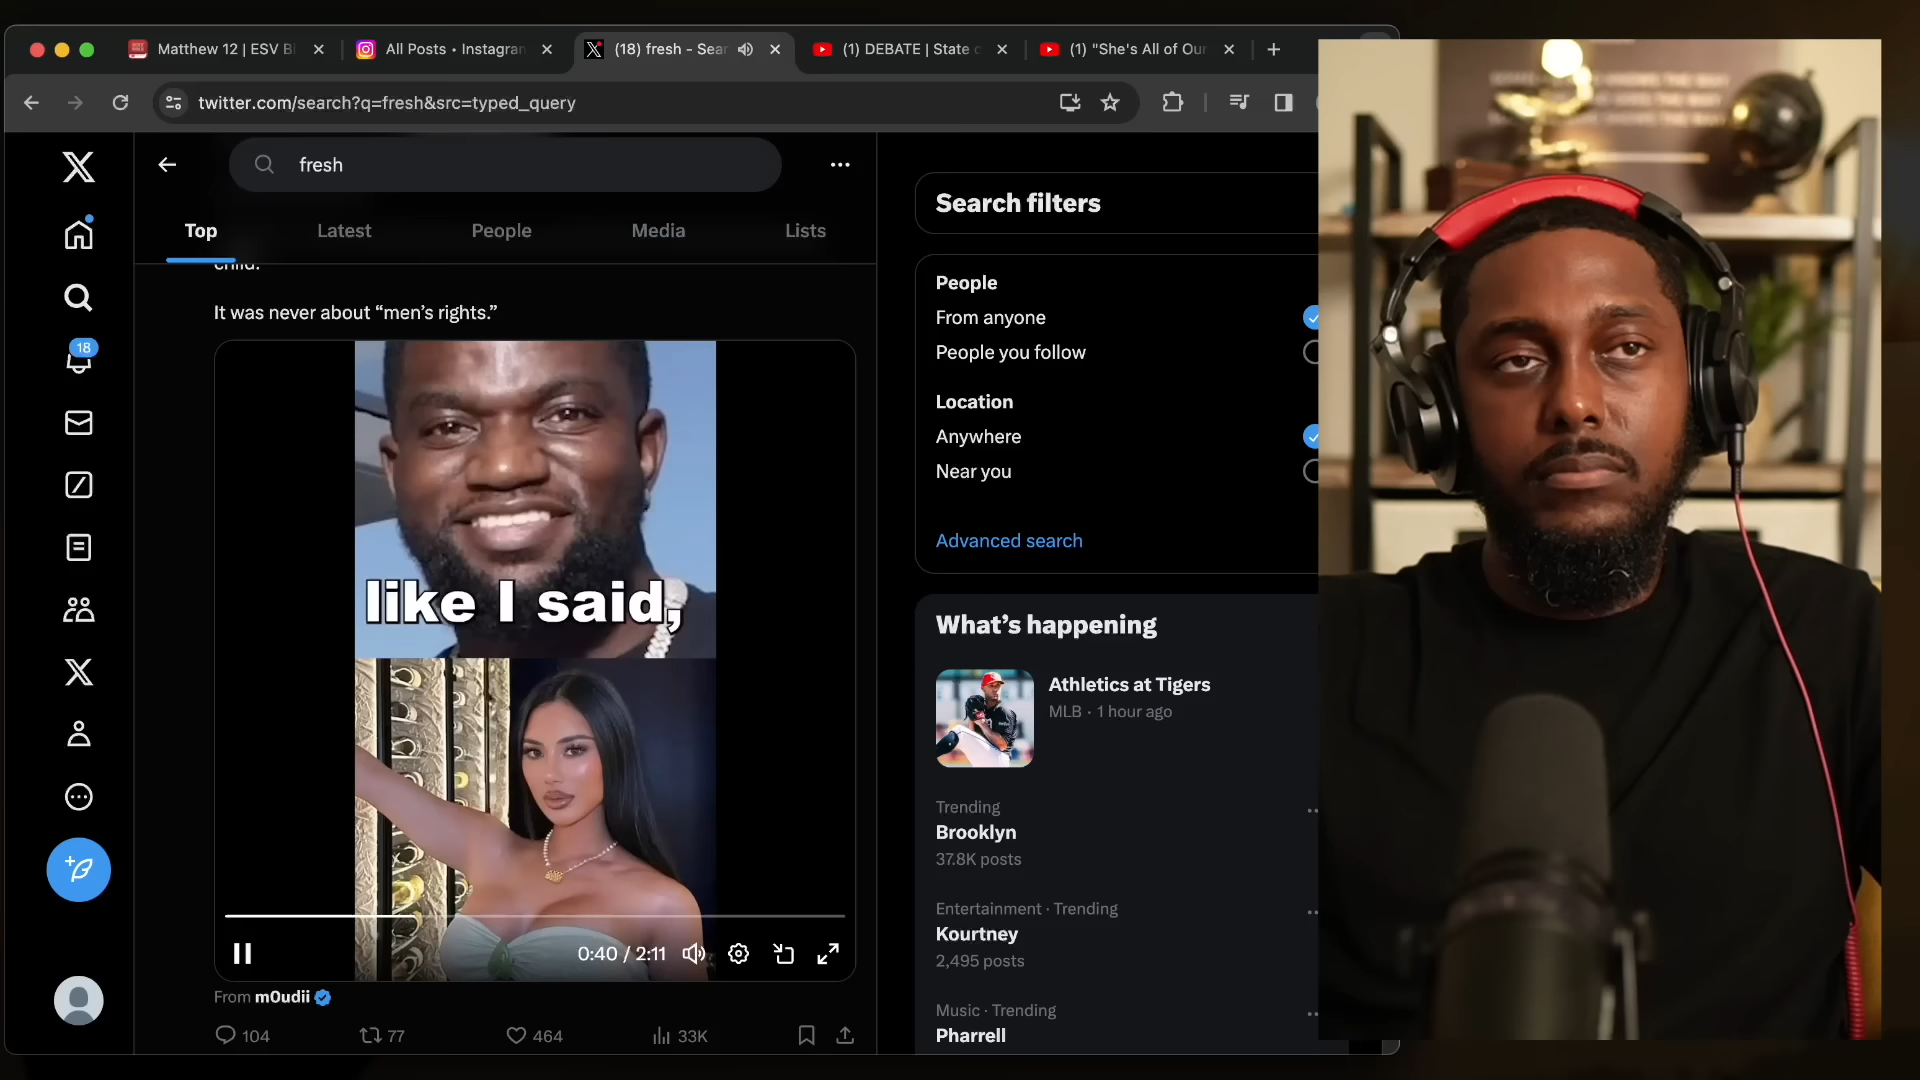 Matthew 12 | ESV Bi
All Posts • Instagran
(18) fresh - Sear
(1) DEBATE | State o
(1) "She's All of Our
twitter.com/search?q=fresh&src=typed_query
fresh
Top
Latest
People
Media
Lists
child.
It was never about “men’s rights.”
like I said,
0:40 / 2:11
From m0udii
104
77
464
33K
18
Search filters
People
From anyone
People you follow
Location
Anywhere
Near you
Advanced search
What’s happening
Athletics at Tigers
MLB · 1 hour ago
Trending
Brooklyn
37.8K posts
Entertainment · Trending
Kourtney
2,495 posts
Music · Trending
Pharrell